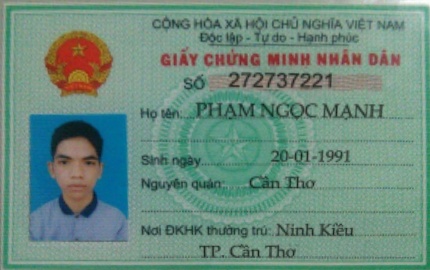 CỘNG HÒA XÃ HỘI CHỦ NGHĨA VIỆT NAM
Độc lập - Tự do - Hạnh phúc
GIẤY CHỨNG MINH NHÂN DÂN
SỐ 272737221
Họ tên: PHẠM NGỌC MẠNH
Sinh ngày 20-01-1991
Nguyên quán: Cần Thơ
Nơi ĐKHK thường trú: Ninh Kiều
TP. Cần Thơ